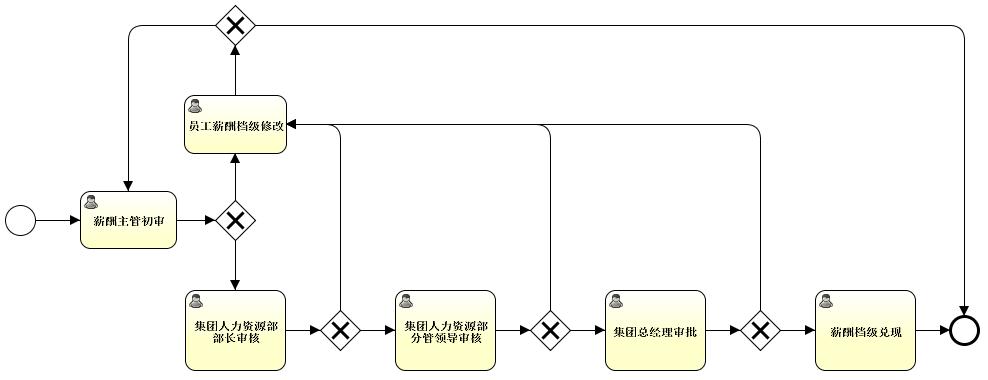 员工薪酬档级修改
薪酬主管初审
集团人力资源部
部长审核
集团人力资源部
分管领导审核
集团总经理审批
薪酬档级兑现